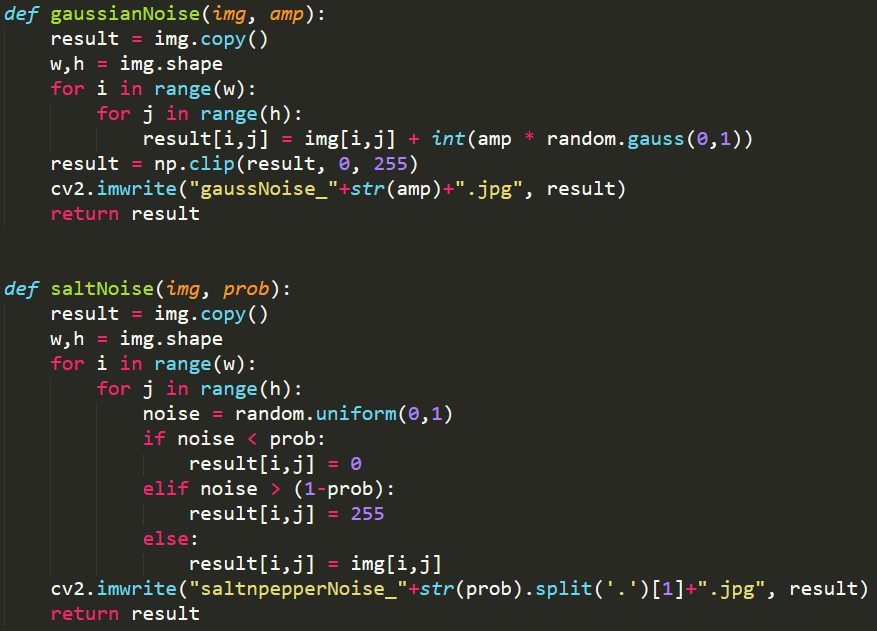 def gaussianNoise(img, amp):
    result = img.copy()
    w,h = img.shape
    for i in range(w):
        for j in range(h):
            result[i,j] = img[i,j] + int(amp * random.gauss(0,1))
    result = np.clip(result, 0, 255)
    cv2.imwrite("gaussNoise_"+str(amp)+".jpg", result)
    return result
def saltNoise(img, prob):
    result = img.copy()
    w,h = img.shape
    for i in range(w):
        for j in range(h):
            noise = random.uniform(0,1)
            if noise < prob:
                result[i,j] = 0
            elif noise > (1-prob):
                result[i,j] = 255
            else:
                result[i,j] = img[i,j]
    cv2.imwrite("saltnpepperNoise_"+str(prob).split('.')[1]+".jpg", result)
    return result